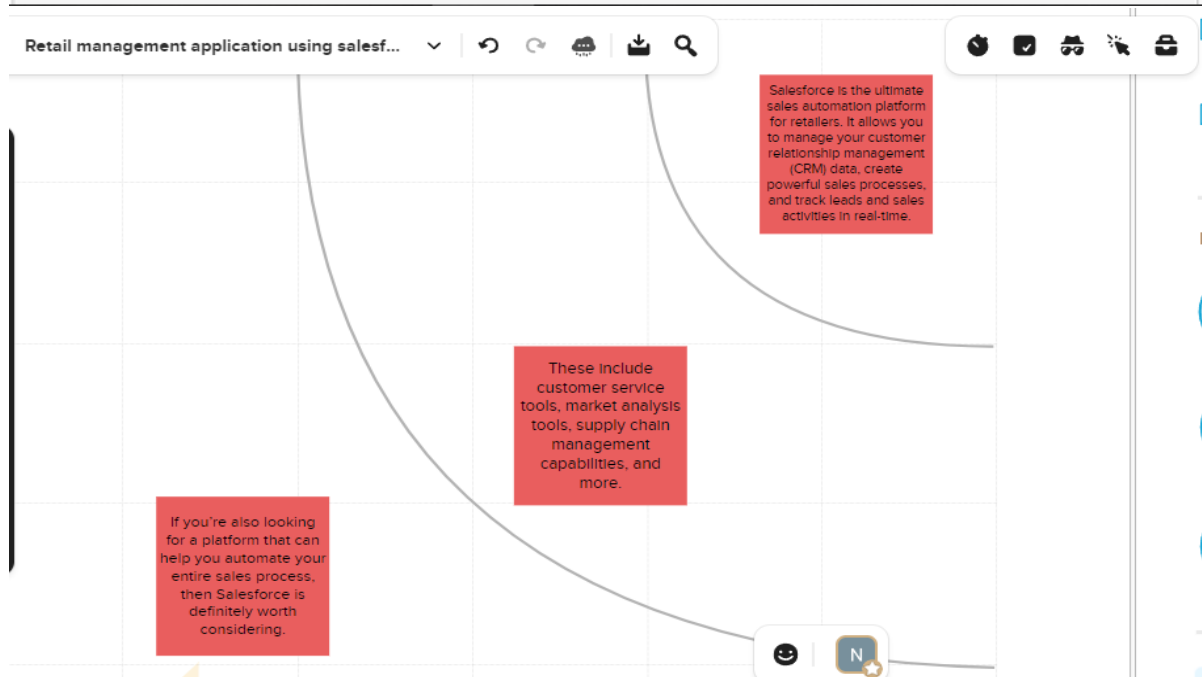 Retail management application using salesf...
Salesforce is the ultimate
sales automation platform
for retailers. It allows you
to manage your customer
relationship management
(CRM) data, create
powerful sales processes,
and track leads and sales
activities in real-time.
These include
customer service
tools, market analysis
tools, supply chain
management
capabilities, and
more.
If you’re also looking
for a platform that can
help you automate your
entire sales process,
then Salesforce is
definitely worth
considering.
N